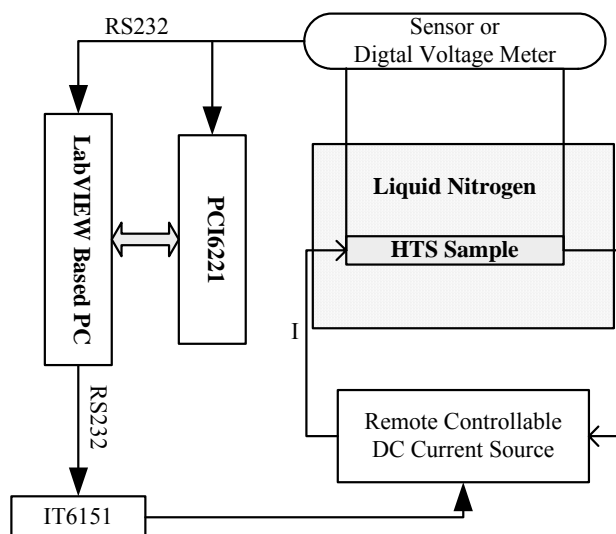 RS232
Sensor or
Digtal Voltage Meter
LabVIEW Based PC
PCI6221
Liquid Nitrogen
HTS Sample
I
RS232
Remote Controllable
DC Current Source
IT6151